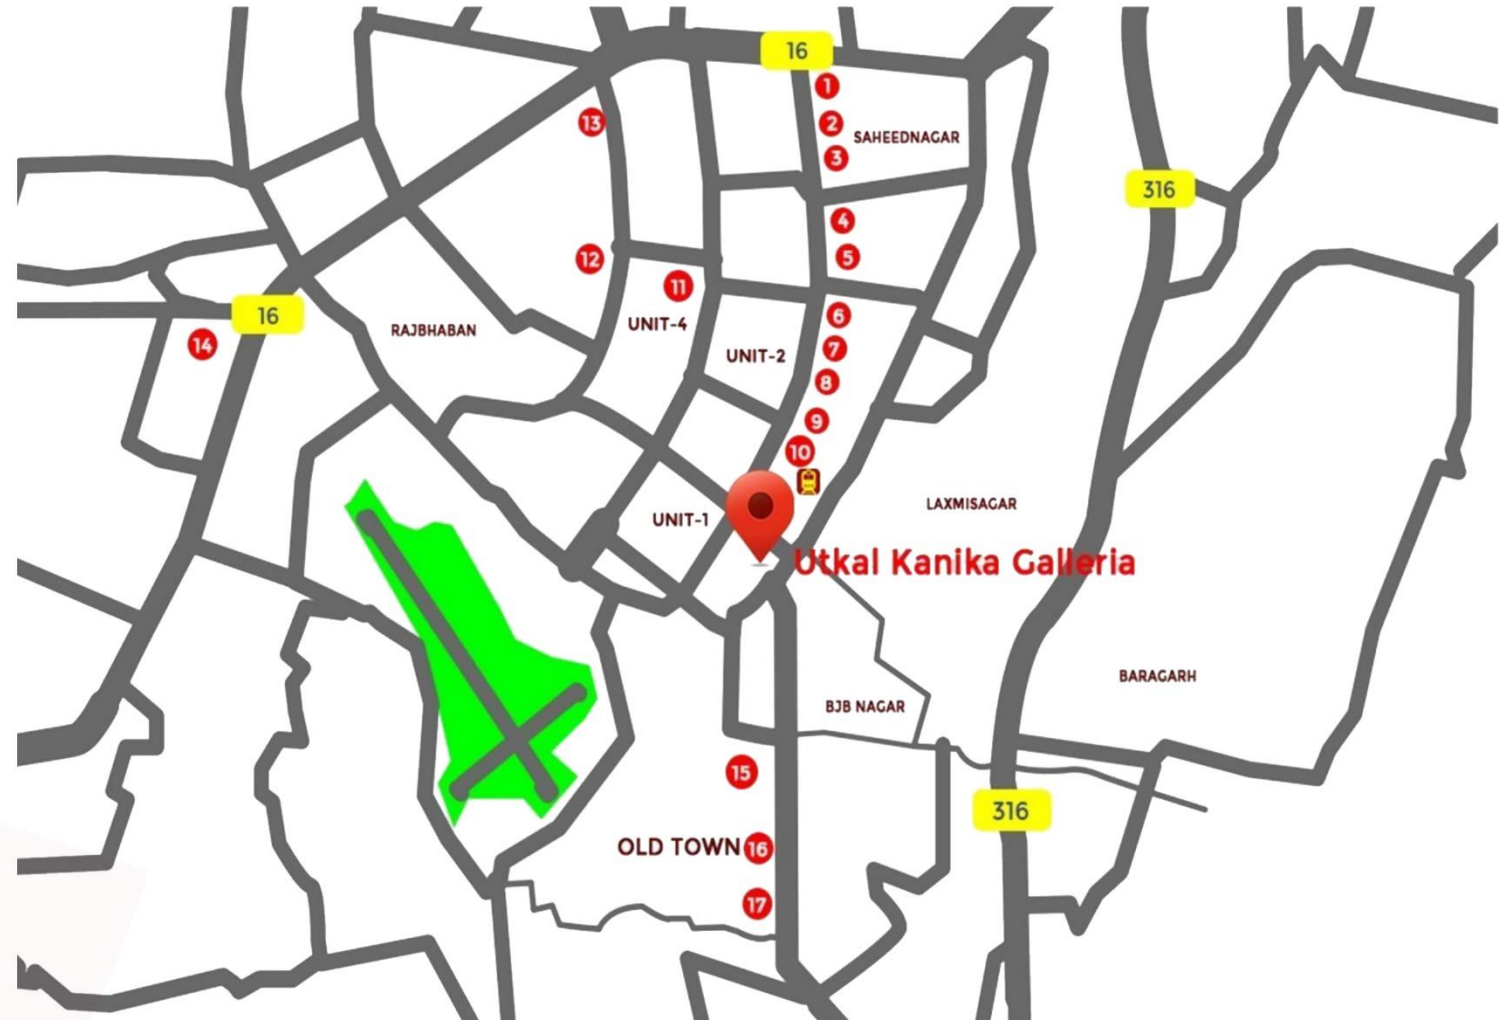 16
1
13
2
SAHEEDNAGAR
3
316
4
12
5
11
16
6
UNIT-4
RAJBHABAN
14
7
UNIT-2
8
9
10
LAXMISAGAR
UNIT-1
Utkal Kanika Galleria
BARAGARH
BJB NAGAR
15
316
OLD TOWN 16
17